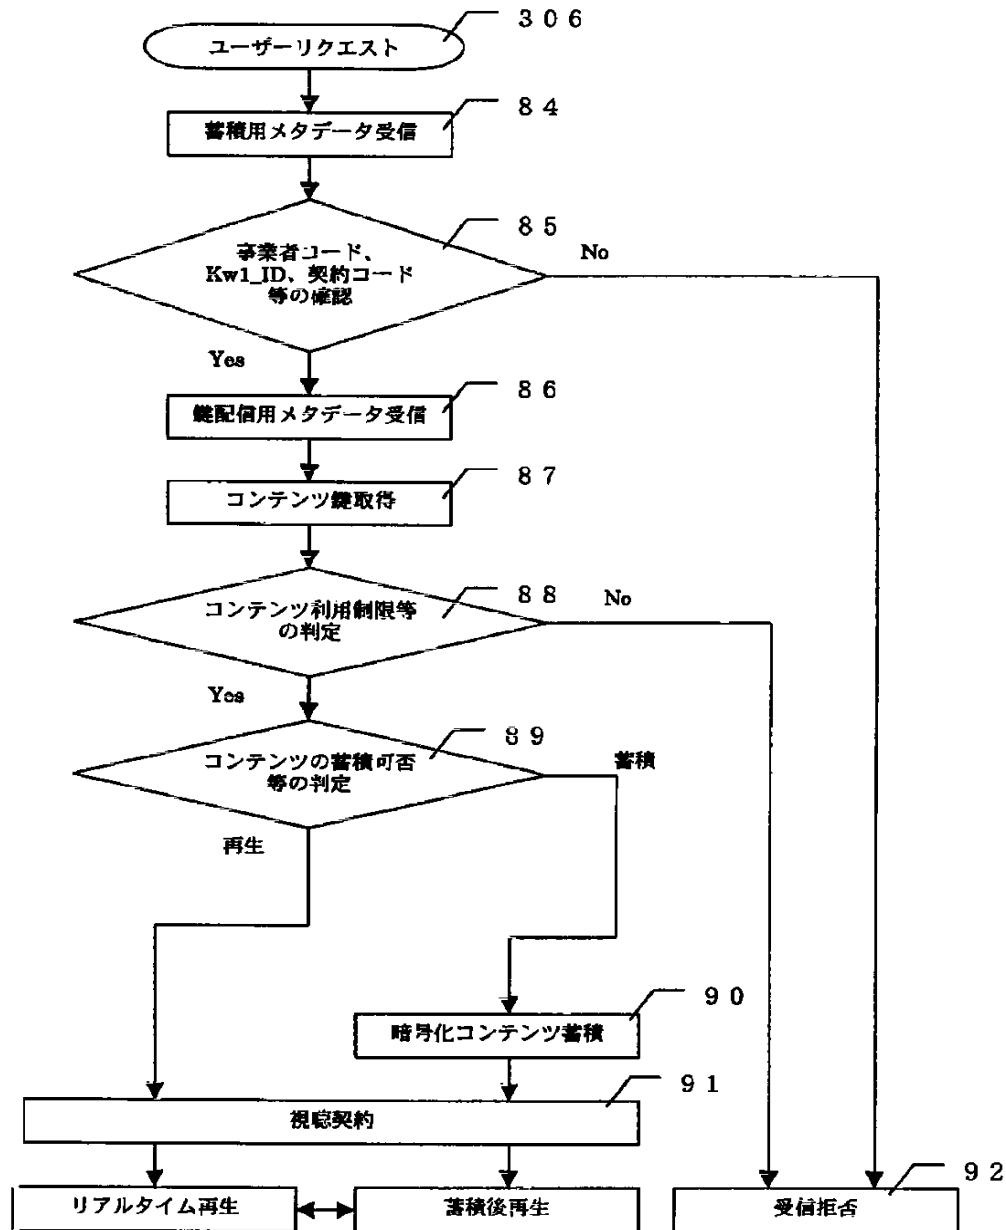 ユーザーリクエスト
306
蓄積用メタデータ受信
84
事業者コード、
Kw1_ID、契約コード
等の確認
85
No
Yes
鍵配信用メタデータ受信
86
コンテンツ鍵取得
87
コンテンツ利用制限等
の判定
88
No
Yes
コンテンツの蓄積可否
等の判定
89
蓄積
再生
暗号化コンテンツ蓄積
90
視聴契約
91
リアルタイム再生
蓄積後再生
受信拒否
92